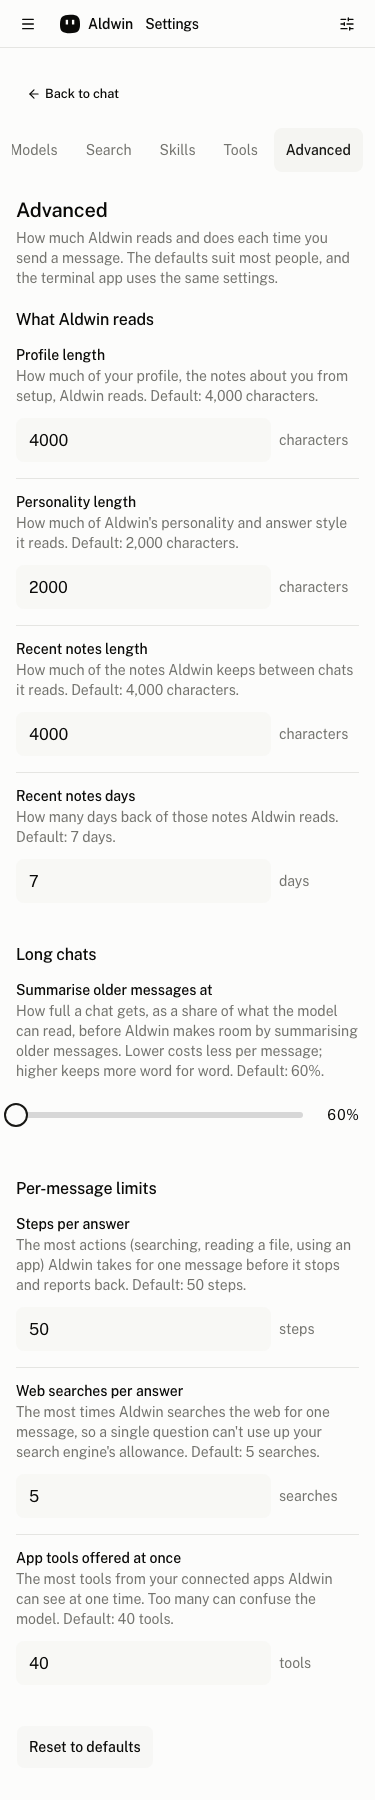 Aldwin Settings
Back to chat
Models Search Skills Tools Advanced
Advanced
How much Aldwin reads and does each time you
send a message. The defaults suit most people, and
the terminal app uses the same settings.
What Aldwin reads
Profile length
How much of your profile, the notes about you from
setup, Aldwin reads. Default: 4,000 characters.
4000 characters
Personality length
How much of Aldwin's personality and answer style
it reads. Default: 2,000 characters.
2000 characters
Recent notes length
How much of the notes Aldwin keeps between chats
it reads. Default: 4,000 characters.
4000 characters
Recent notes days
How many days back of those notes Aldwin reads.
Default: 7 days.
7 days
Long chats
Summarise older messages at
How full a chat gets, as a share of what the model
can read, before Aldwin makes room by summarising
older messages. Lower costs less per message;
higher keeps more word for word. Default: 60%.
60%
Per-message limits
Steps per answer
The most actions (searching, reading a file, using an
app) Aldwin takes for one message before it stops
and reports back. Default: 50 steps.
50 steps
Web searches per answer
The most times Aldwin searches the web for one
message, so a single question can't use up your
search engine's allowance. Default: 5 searches.
5 searches
App tools offered at once
The most tools from your connected apps Aldwin
can see at one time. Too many can confuse the
model. Default: 40 tools.
40 tools
Reset to defaults